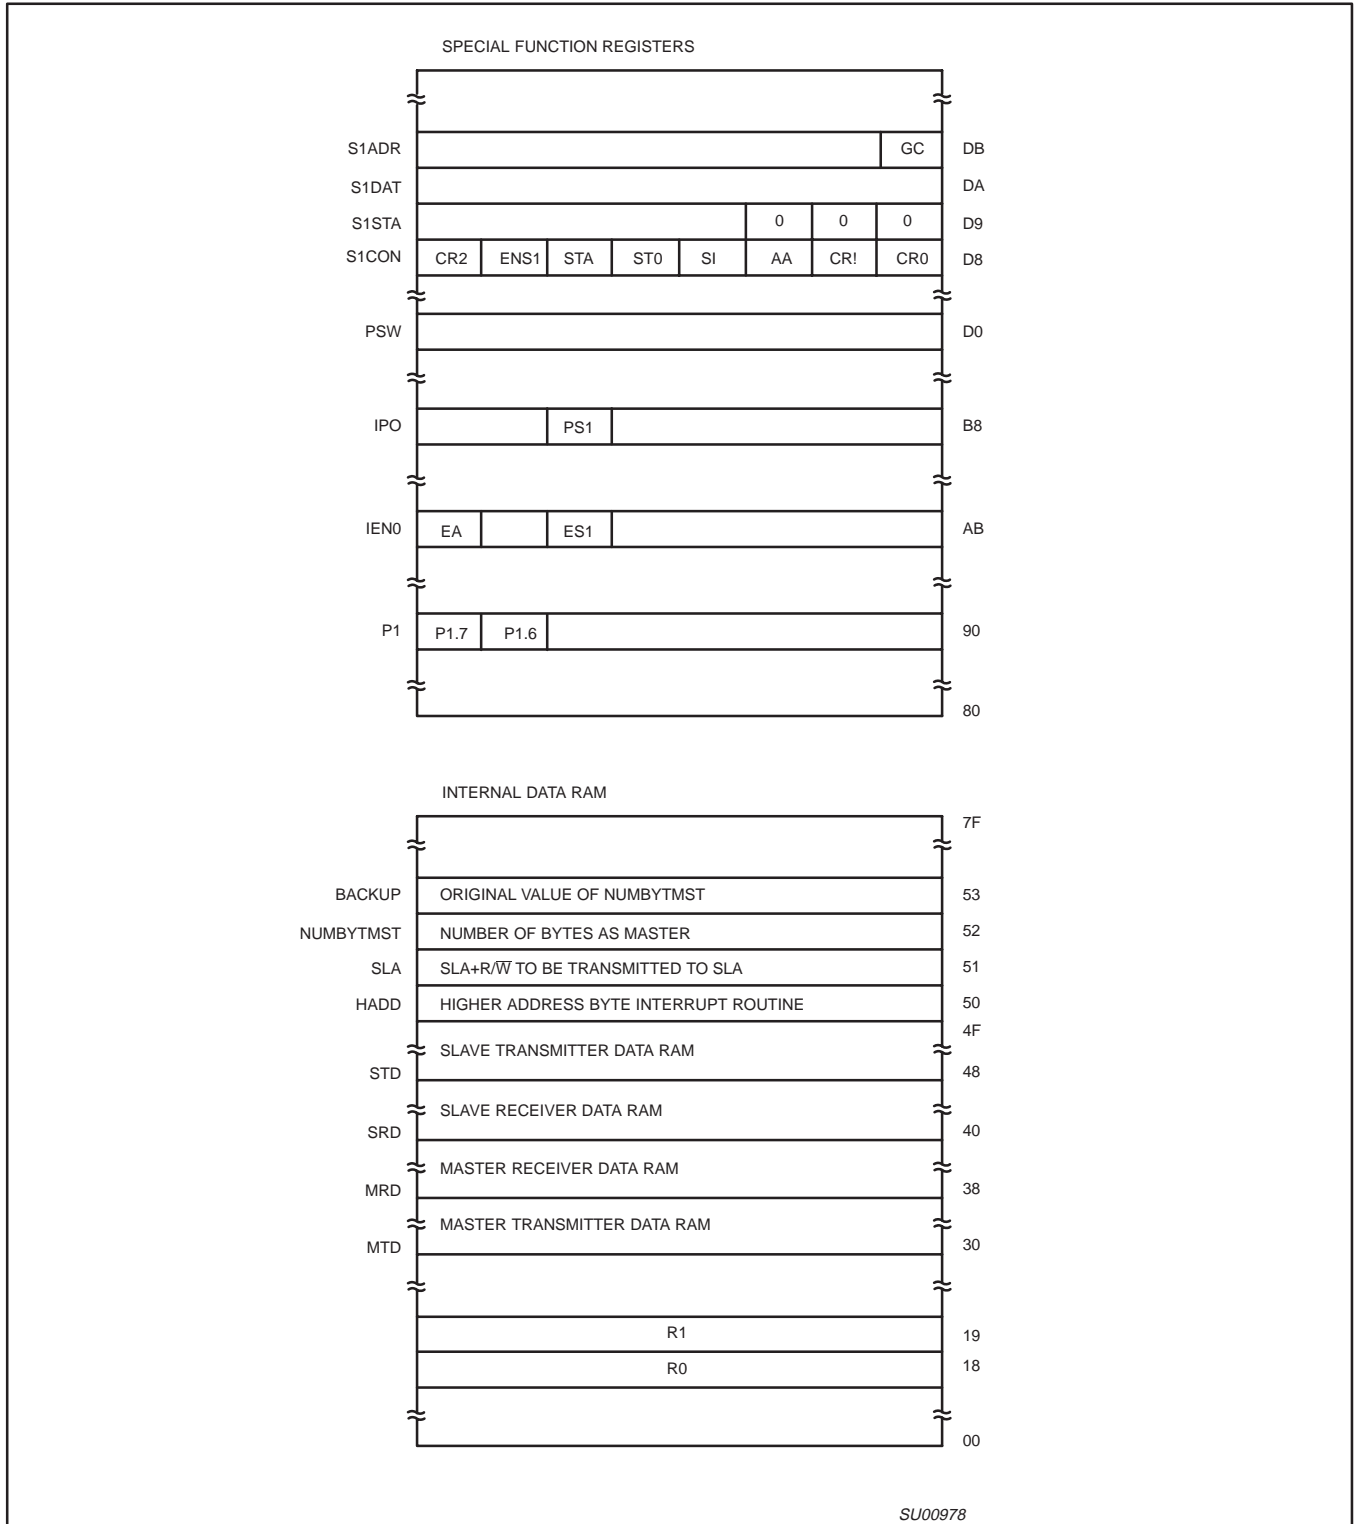 SPECIAL FUNCTION REGISTERS
S1ADR GC DB
S1DAT DA
S1STA 0 0 0 D9
S1CON CR2 ENS1 STA ST0 SI AA CR! CR0 D8
PSW D0
IPO PS1 B8
IEN0 EA ES1 AB
P1 P1.7 P1.6 90
80
INTERNAL DATA RAM
7F
BACKUP ORIGINAL VALUE OF NUMBYTMST 53
NUMBYTMST NUMBER OF BYTES AS MASTER 52
SLA SLA+R/W̅ TO BE TRANSMITTED TO SLA 51
HADD HIGHER ADDRESS BYTE INTERRUPT ROUTINE 50
4F
SLAVE TRANSMITTER DATA RAM
STD 48
SLAVE RECEIVER DATA RAM
SRD 40
MASTER RECEIVER DATA RAM
MRD 38
MASTER TRANSMITTER DATA RAM
MTD 30
R1 19
R0 18
00
SU00978